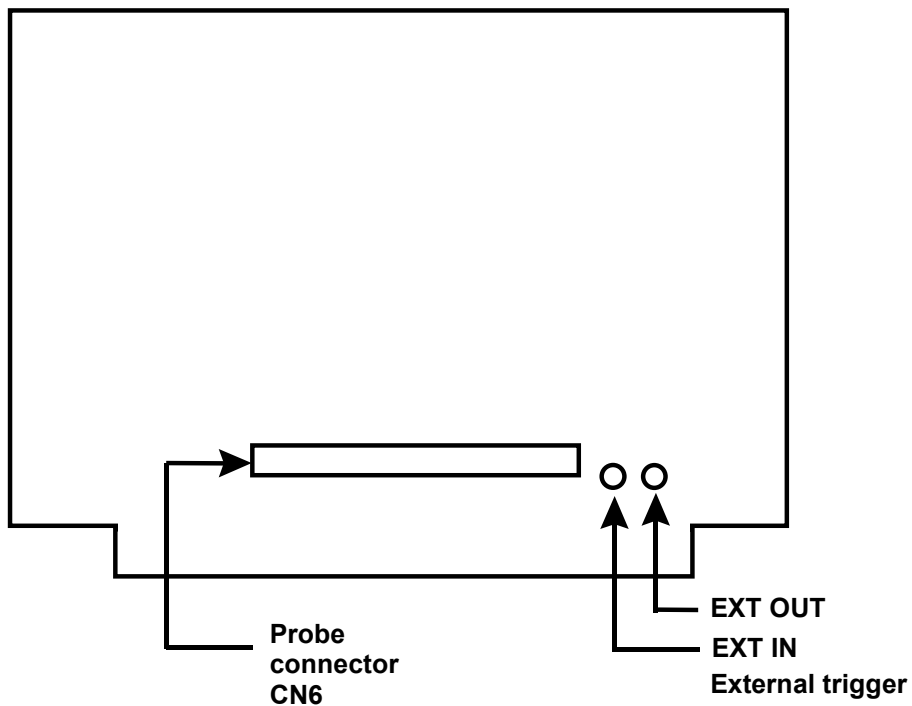 Probe
connector
CN6
EXT OUT
EXT IN
External trigger